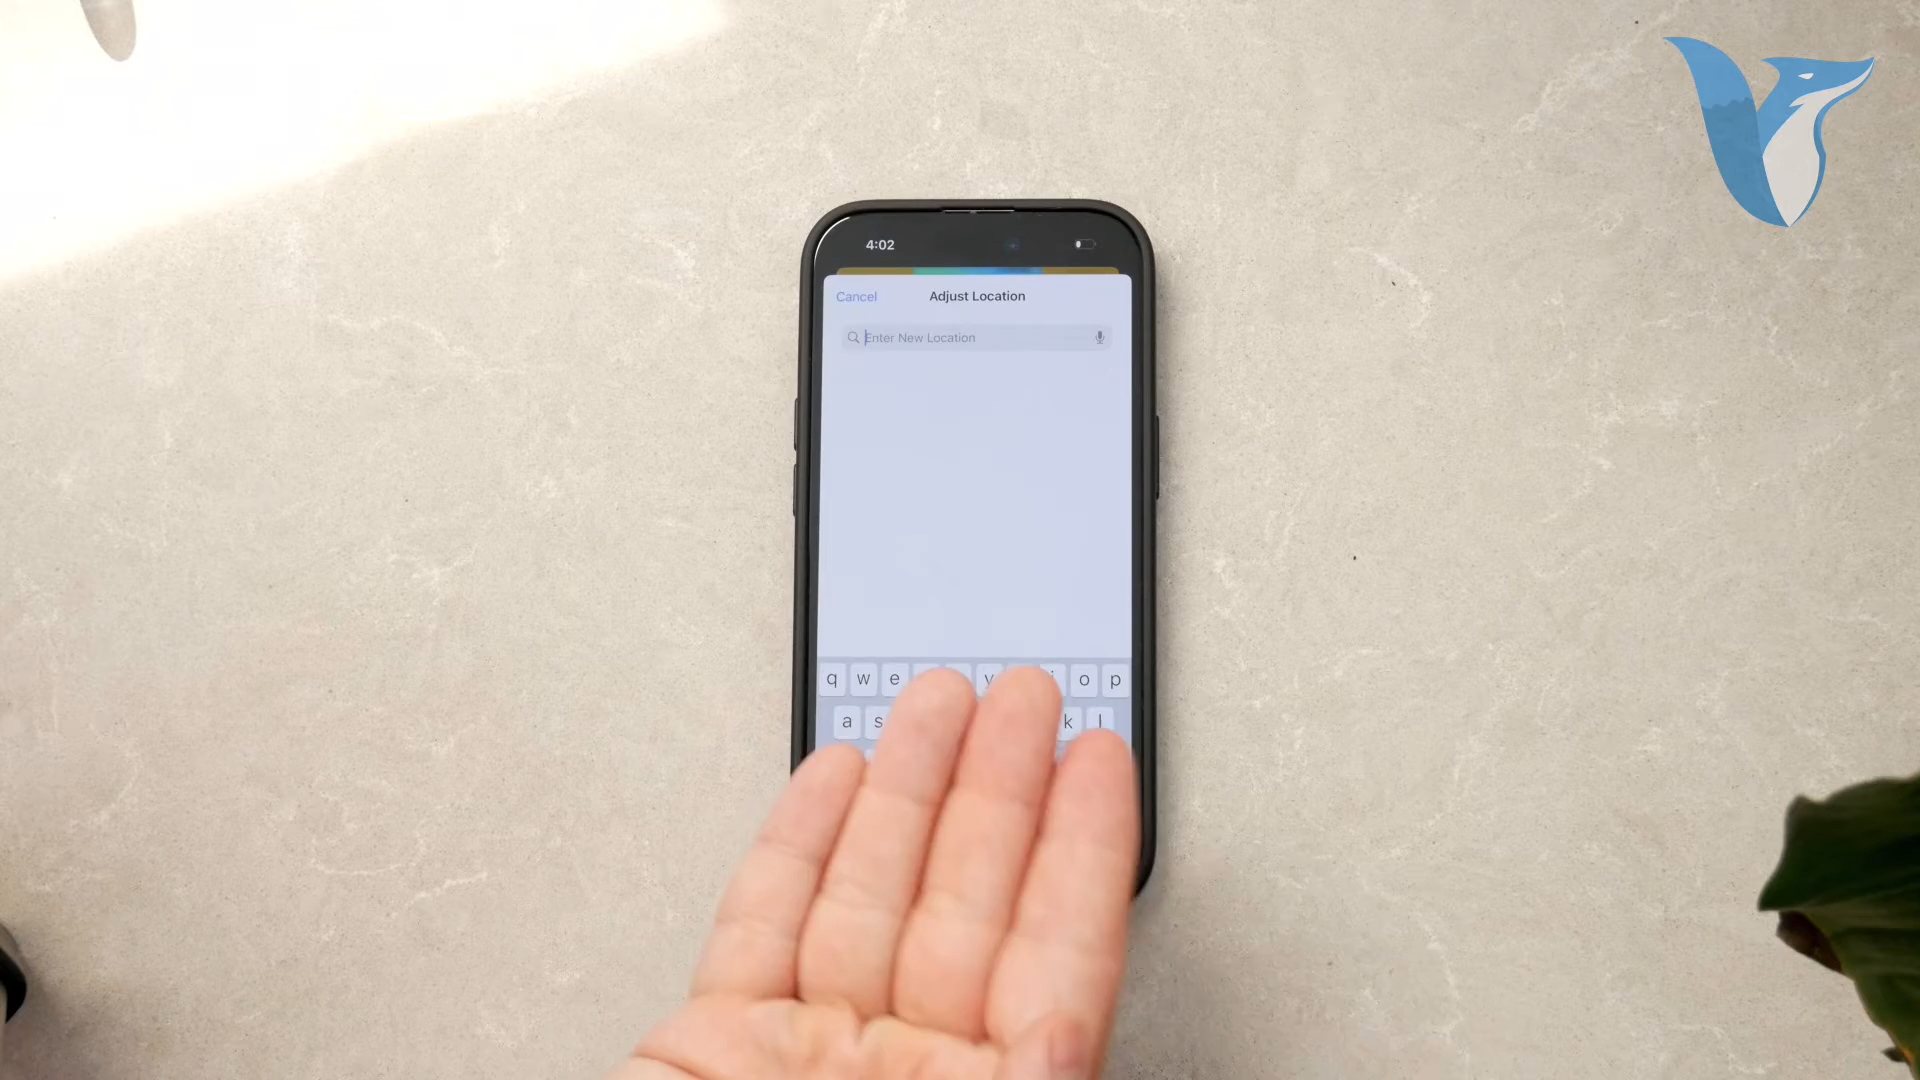 4:02
Cancel
Adjust Location
Enter New Location
q w e y o p
a s k l